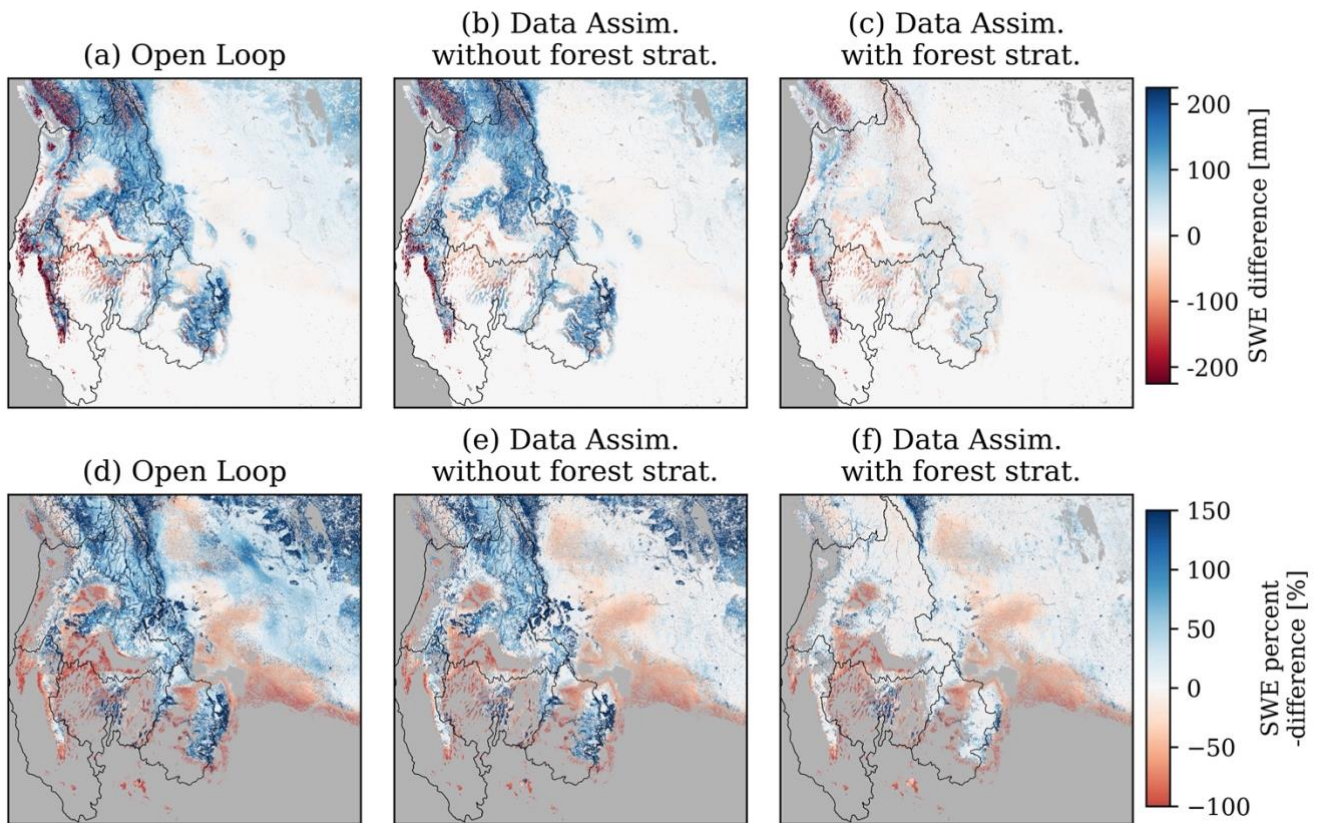 (a) Open Loop
(b) Data Assim.
without forest strat.
(c) Data Assim.
with forest strat.
200
100
0
-100
-200
SWE difference [mm]
(d) Open Loop
(e) Data Assim.
without forest strat.
(f) Data Assim.
with forest strat.
150
100
50
0
−50
−100
SWE percent
-difference [%]